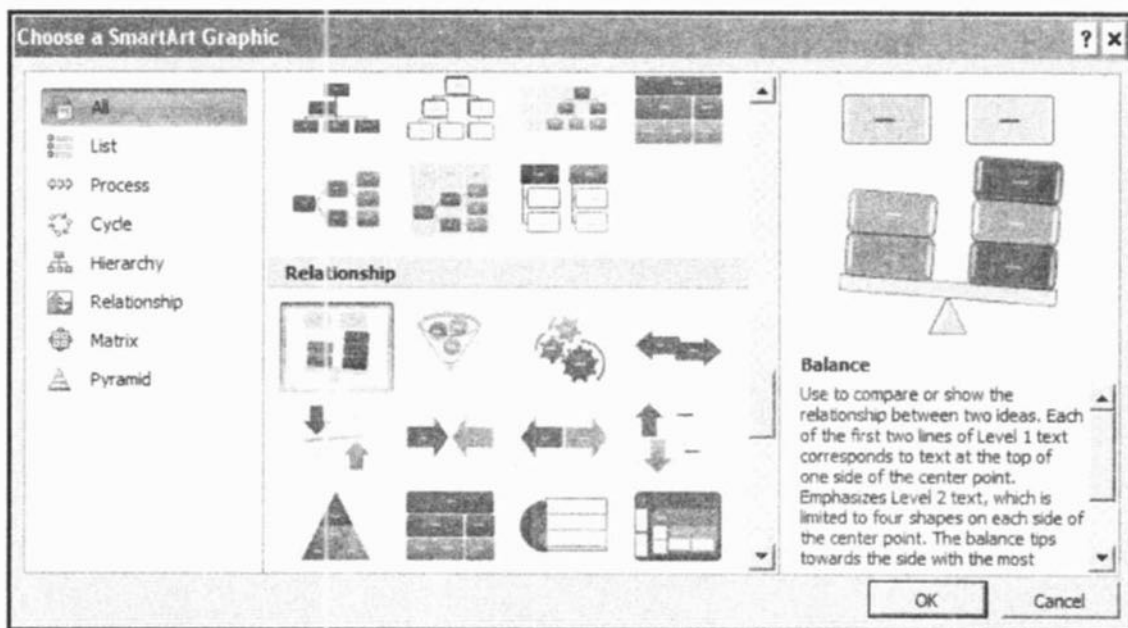 Choose a SmartArt Graphic
All
List
Process
Cycle
Hierarchy
Relationship
Matrix
Pyramid
Relationship
Balance
Use to compare or show the
relationship between two ideas. Each
of the first two lines of Level 1 text
corresponds to text at the top of
one side of the center point.
Emphasizes Level 2 text, which is
limited to four shapes on each side of
the center point. The balance tips
towards the side with the most
OK
Cancel